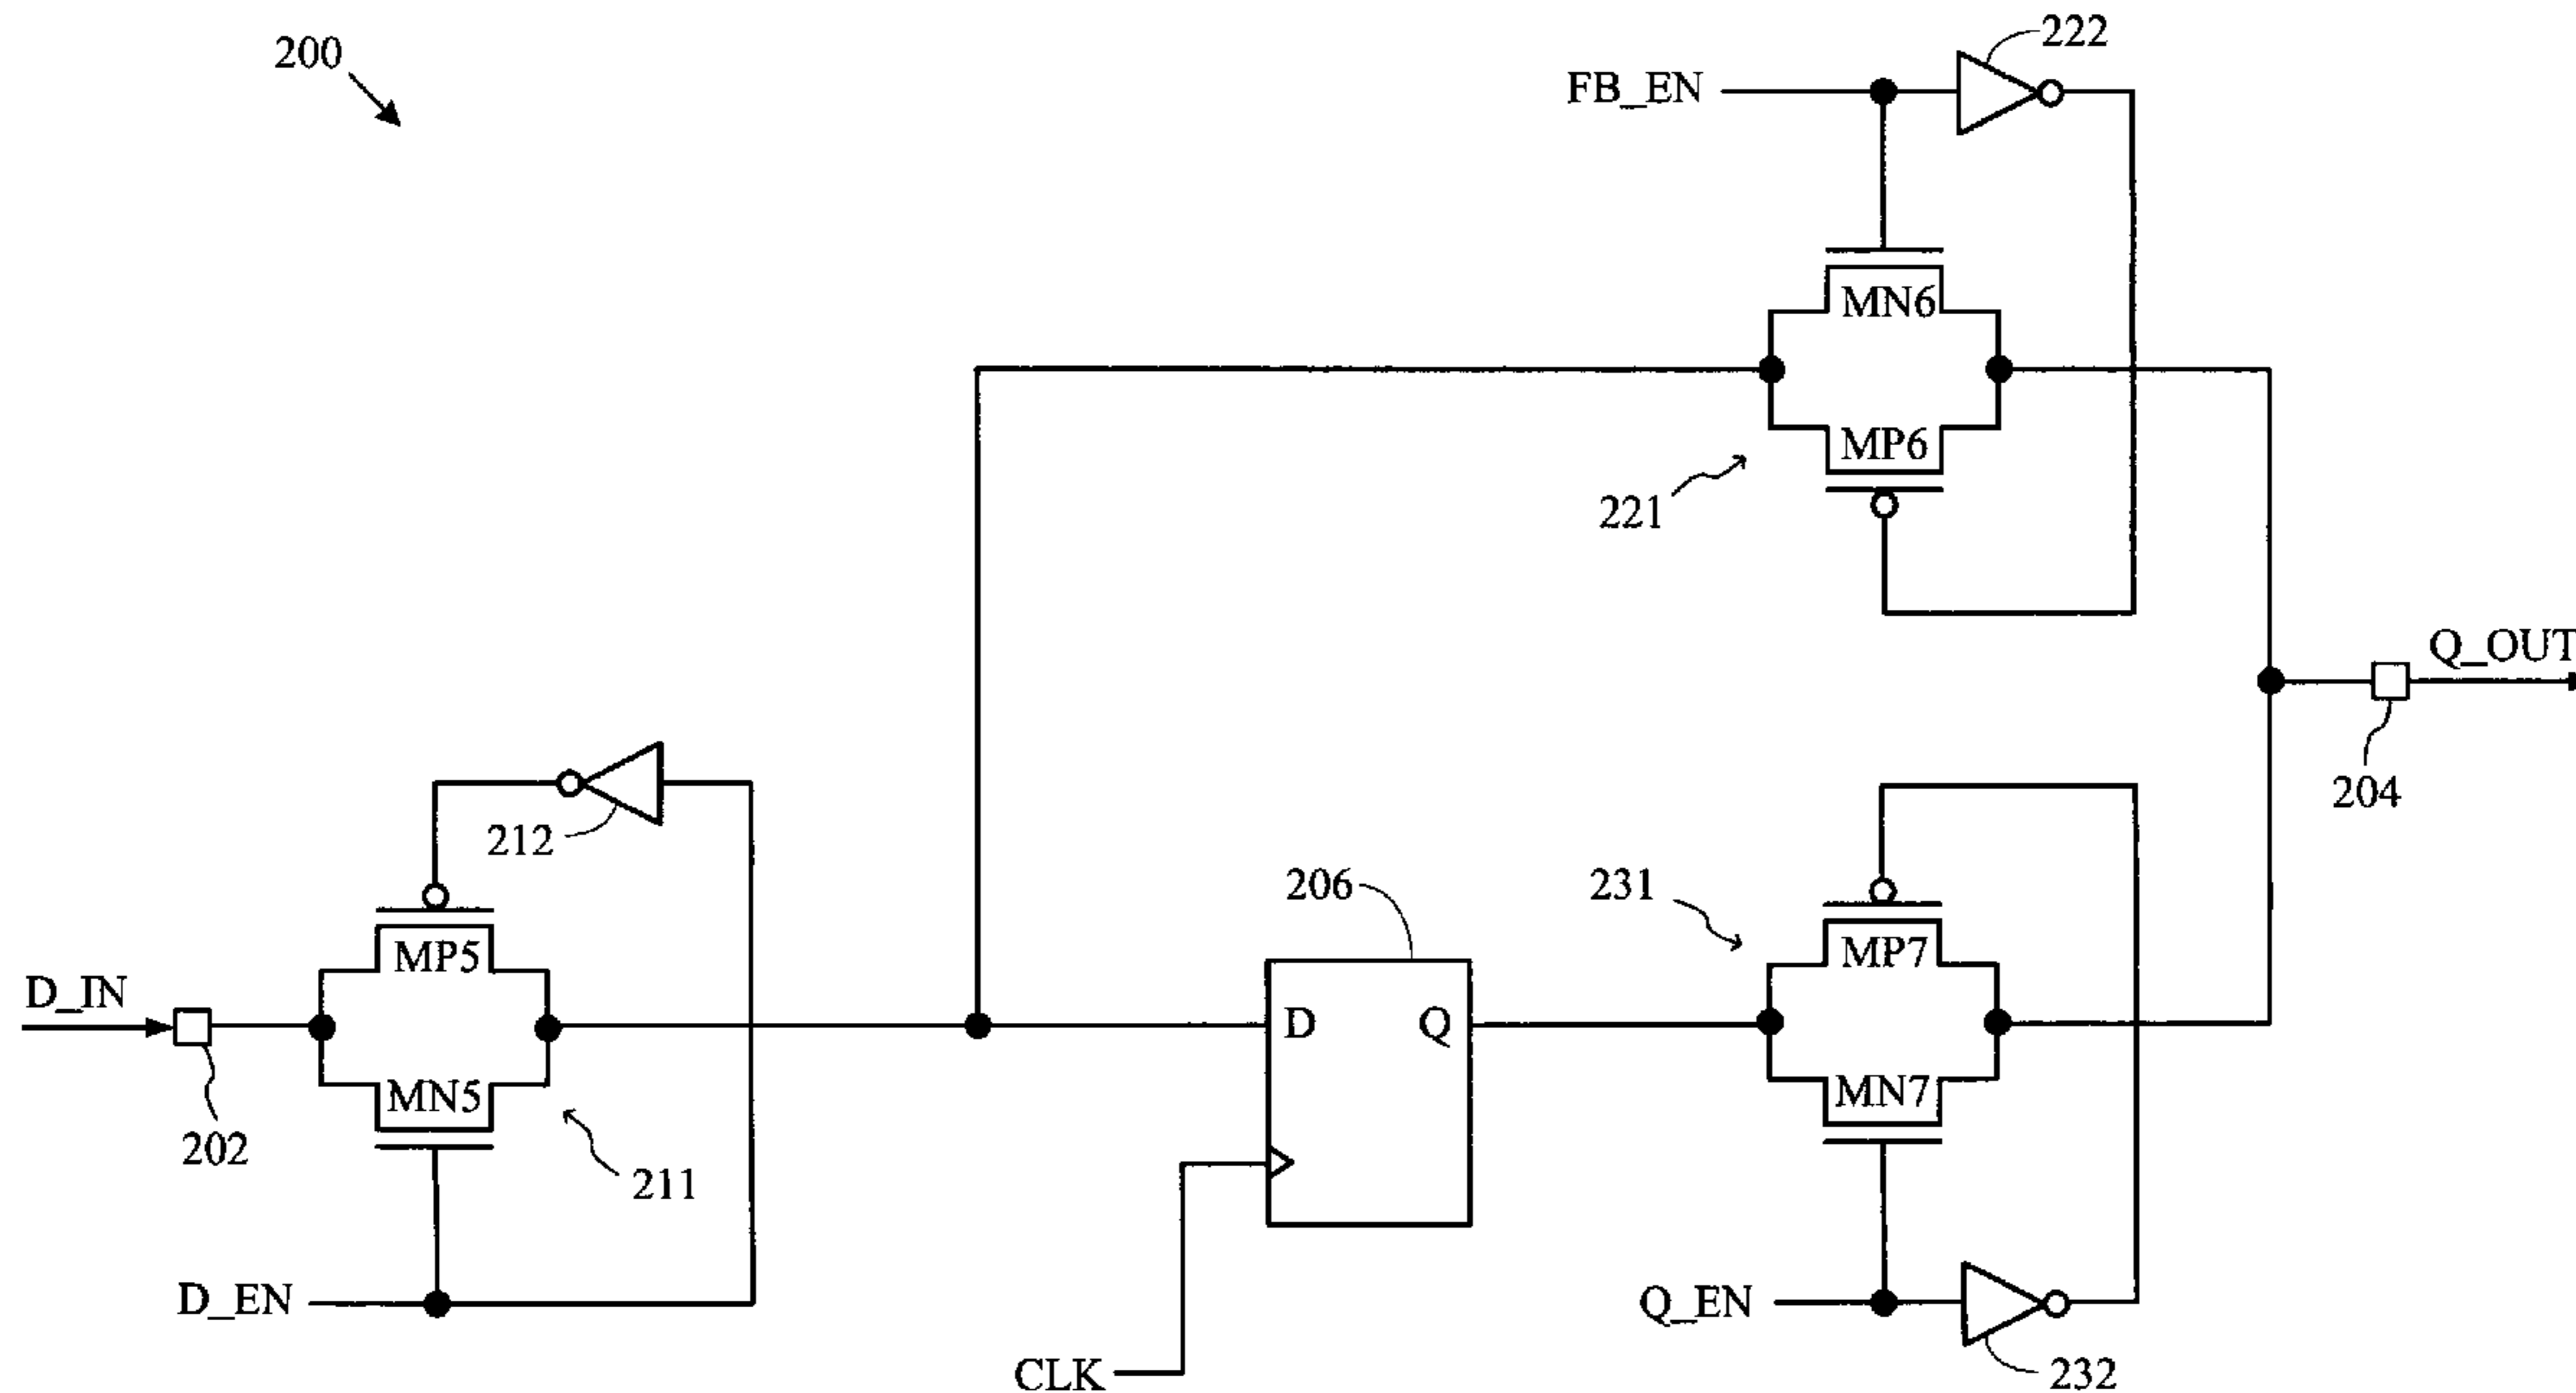 200
222
FB_EN
MN6
MP6
221
Q_OUT
204
212
206
231
MP5
MP7
D_IN
D
Q
MN5
MN7
202
211
D_EN
Q_EN
CLK
232